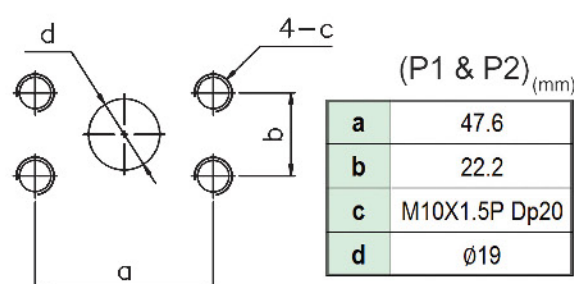 d
4-c
b
a
(P1 & P2)(mm)
a 47.6
b 22.2
c M10X1.5P Dp20
d Ø19